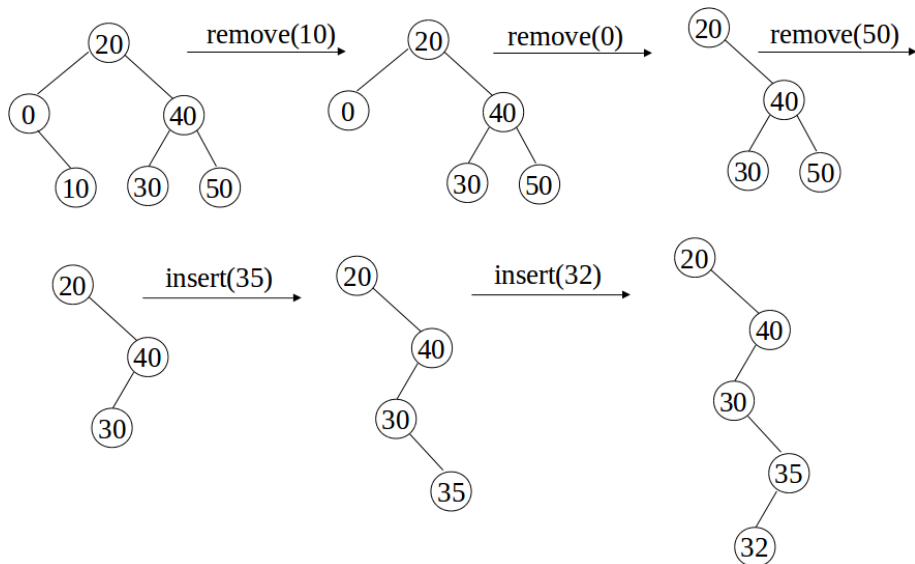 20 remove(10) 20 remove(0) 20 remove(50)
0 40 0 40 40
10 30 50 30 50 30 50
20 insert(35) 20 insert(32) 20
40 40 40
30 30 30
35 35
32